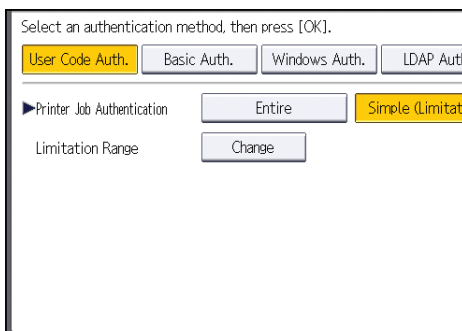 Select an authentication method, then press [OK].
User Code Auth. Basic Auth. Windows Auth. LDAP Aut
▶Printer Job Authentication Entire Simple (Limitat
Limitation Range Change